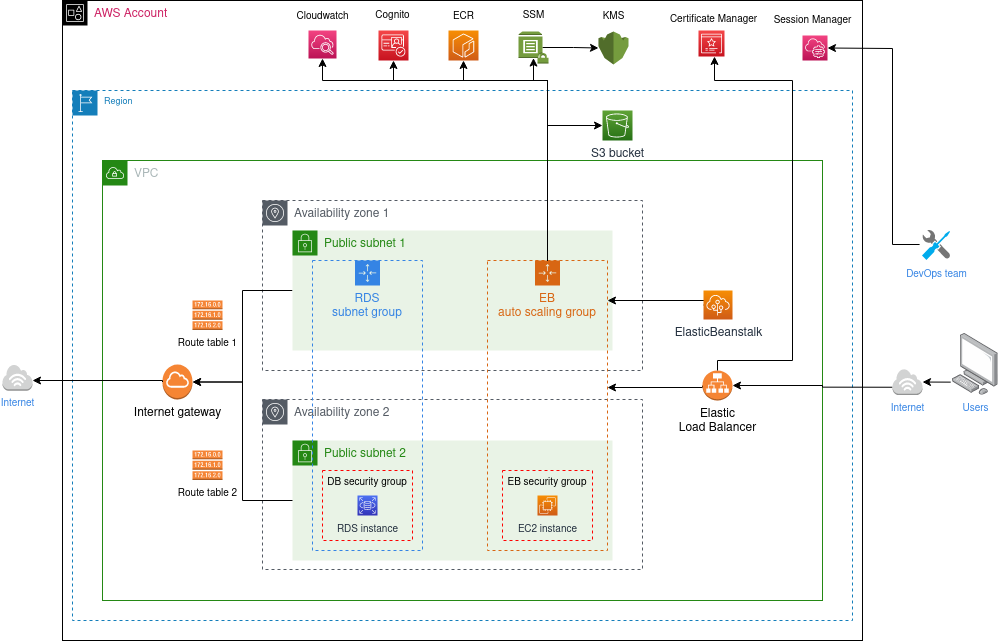 AWS Account
Cloudwatch
Cognito
ECR
SSM
KMS
Certificate Manager
Session Manager
Region
S3 bucket
VPC
Availability zone 1
Public subnet 1
RDS
subnet group
EB
auto scaling group
172.16.0.0
172.16.1.0
172.16.2.0
Route table 1
ElasticBeanstalk
DevOps team
Internet
Internet gateway
Elastic
Load Balancer
Internet
Users
Availability zone 2
Public subnet 2
172.16.0.0
172.16.1.0
172.16.2.0
Route table 2
DB security group
RDS instance
EB security group
EC2 instance